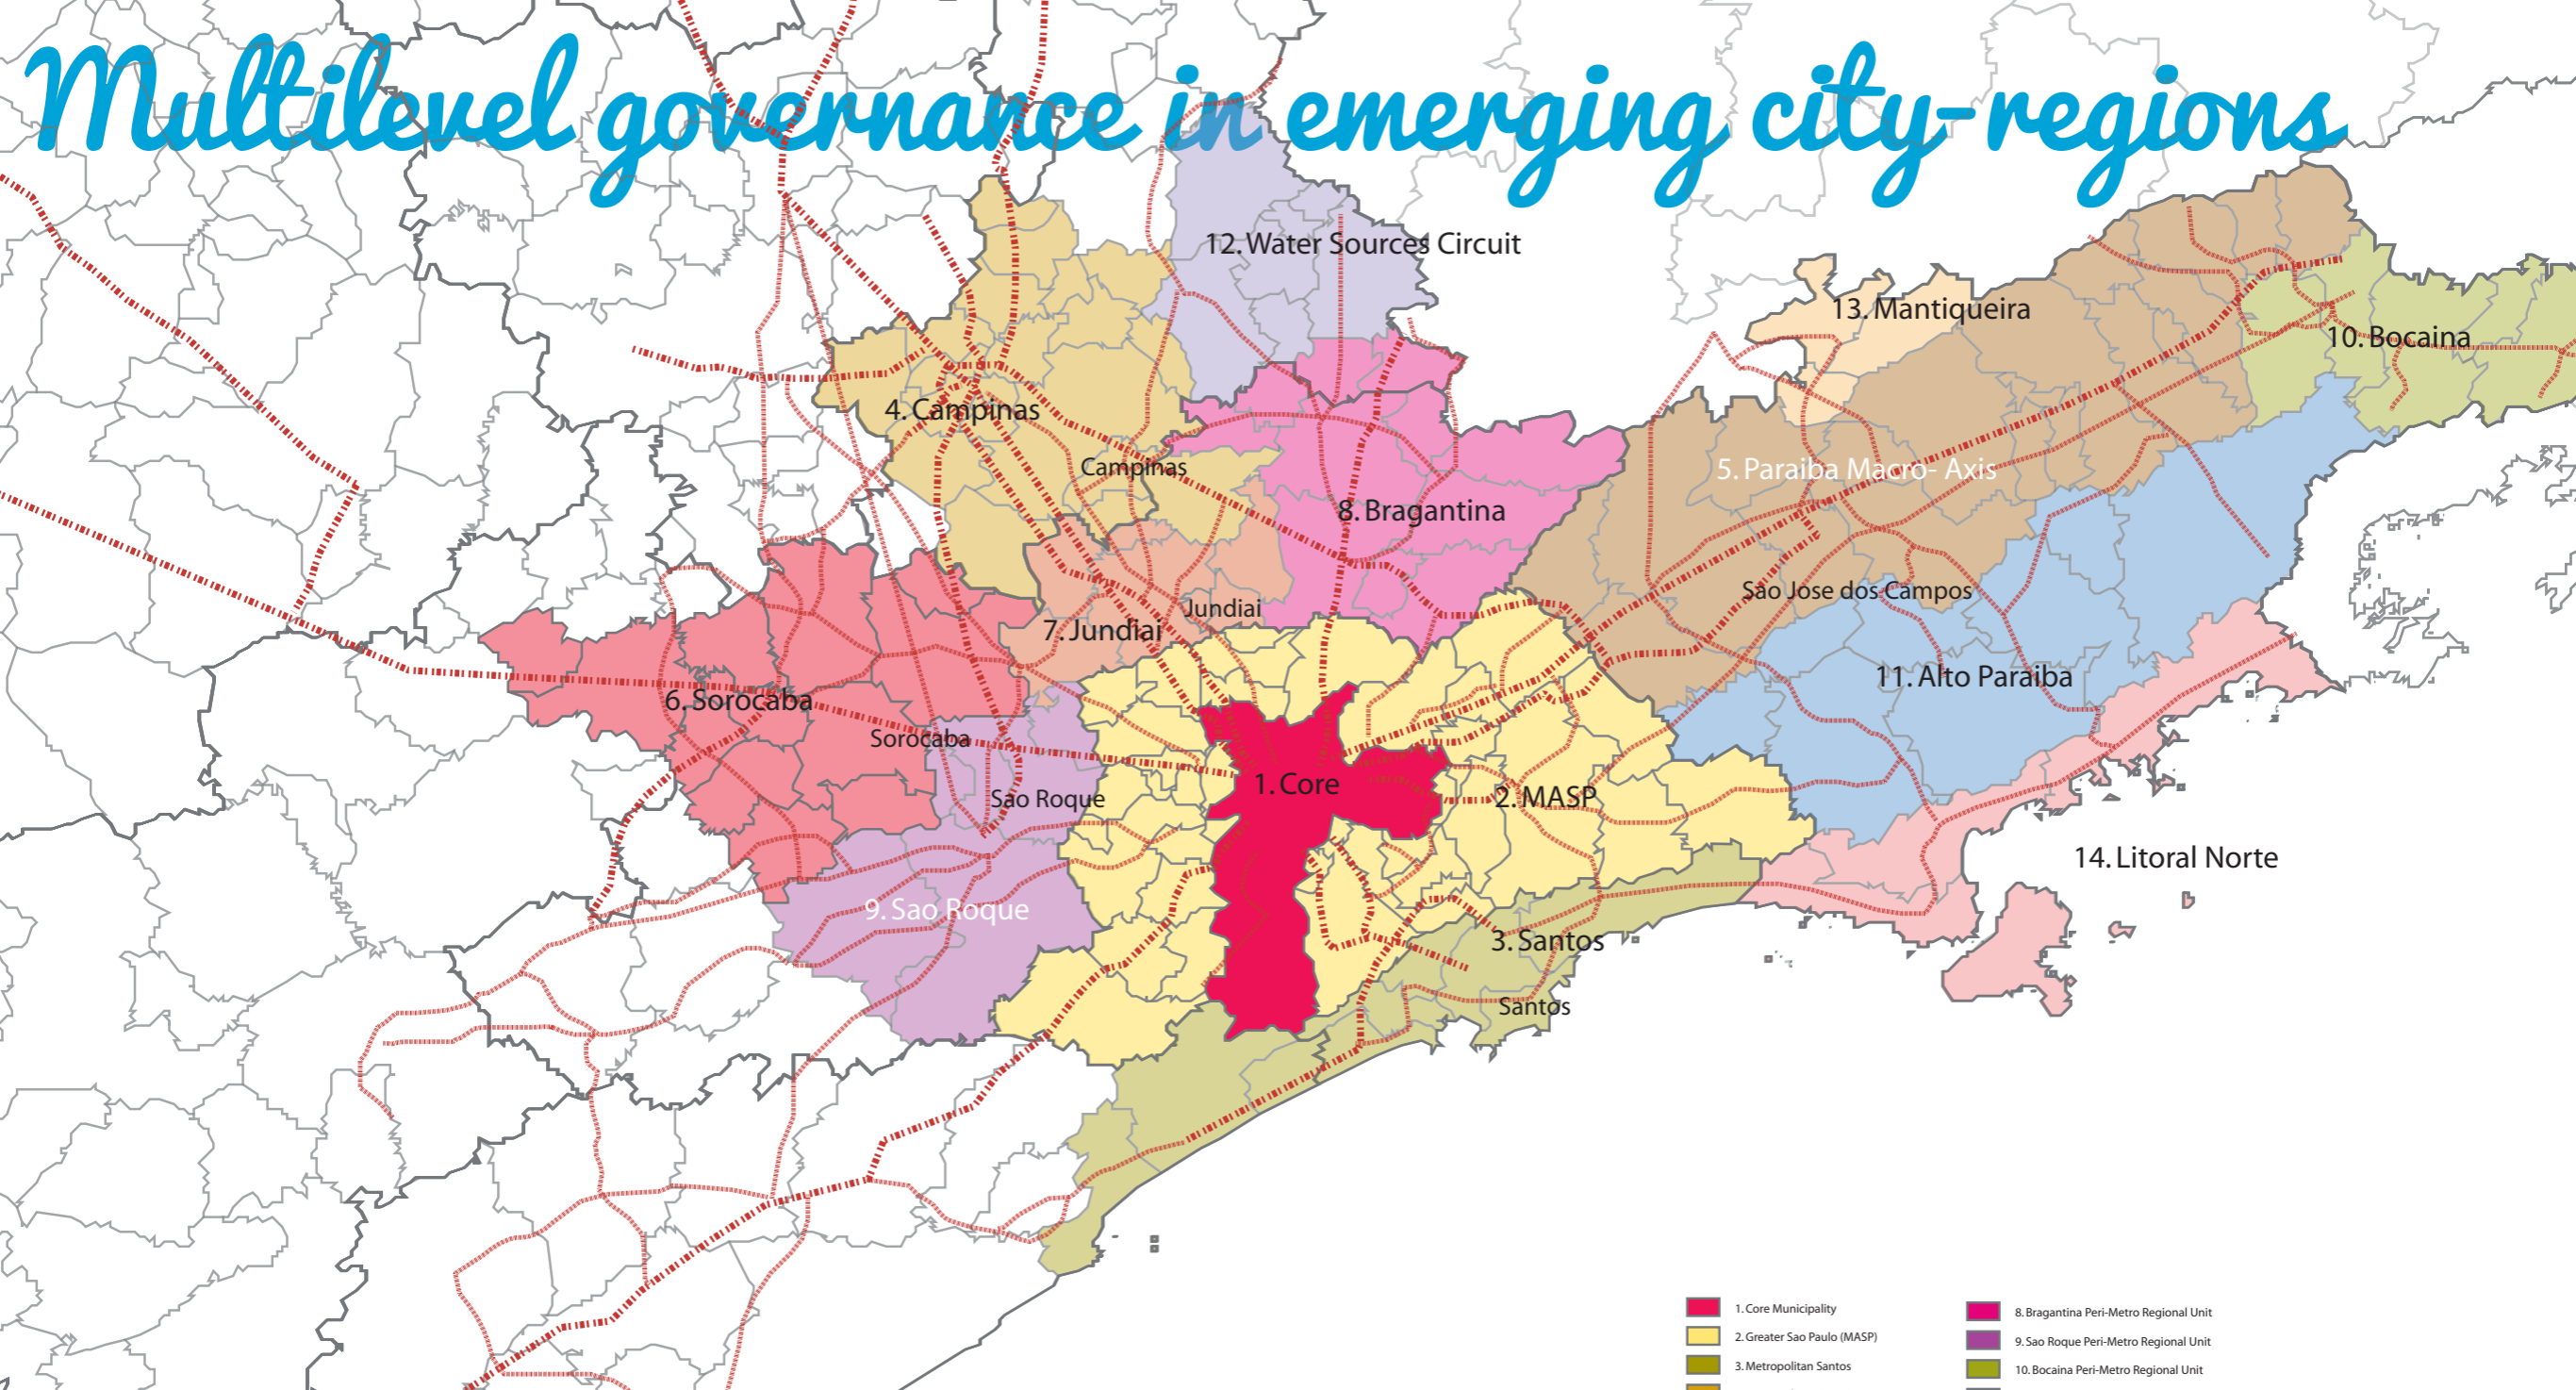 Multilevel governance in emerging city-regions
12. Water Sources Circuit
13. Mantiqueira
10. Bocaina
4. Campinas
Campinas
5. Paraiba Macro- Axis
8. Bragantina
Sao Jose dos Campos
Jundiai
7. Jundiai
11. Alto Paraiba
6. Sorocaba
Sorocaba
1. Core
Sao Roque
2. MASP
14. Litoral Norte
9. Sao Roque
3. Santos
Santos
1. Core Municipality
2. Greater Sao Paulo (MASP)
3. Metropolitan Santos
8. Bragantina Peri-Metro Regional Unit
9. Sao Roque Peri-Metro Regional Unit
10. Bocaina Peri-Metro Regional Unit